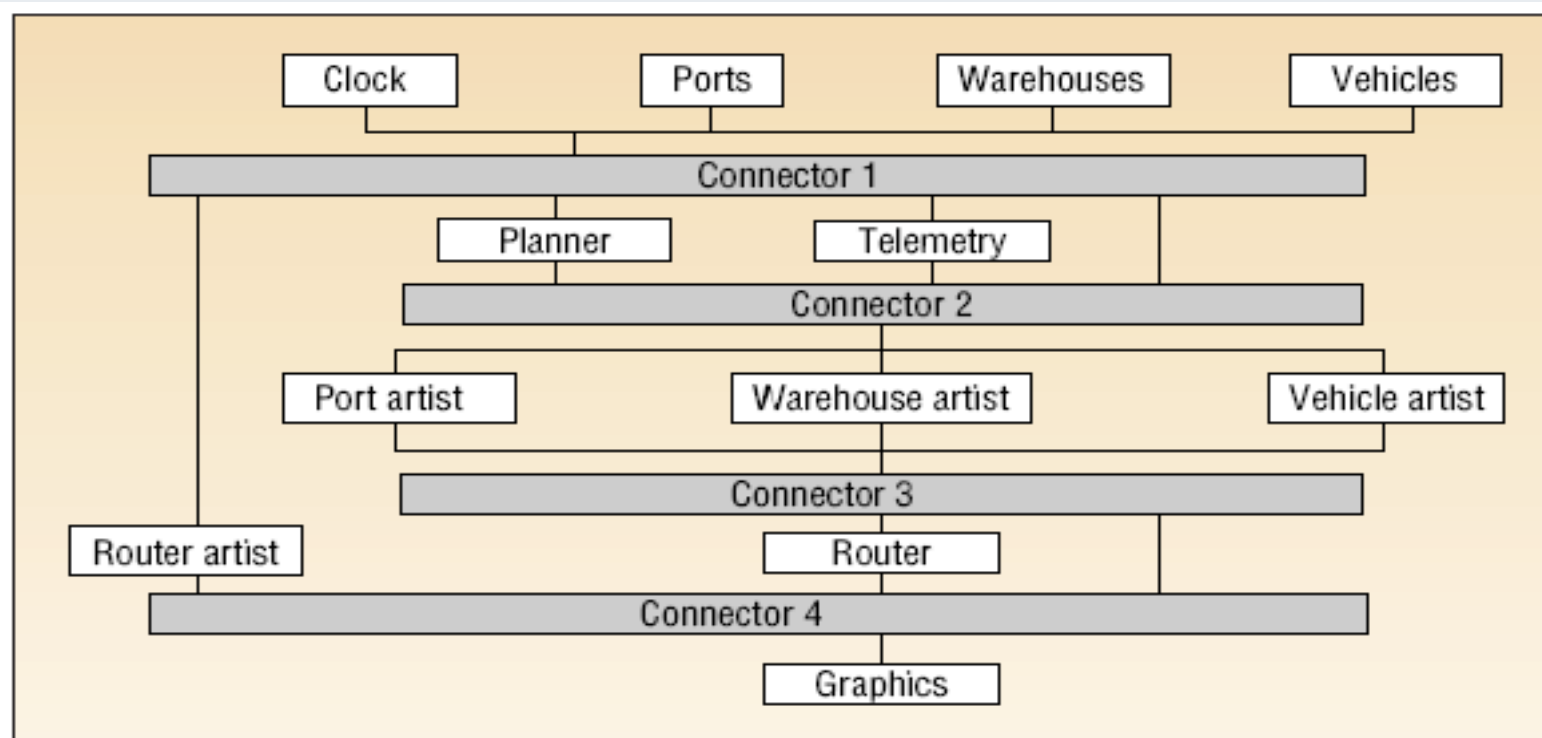 Clock
Ports
Warehouses
Vehicles
Connector 1
Planner
Telemetry
Connector 2
Port artist
Warehouse artist
Vehicle artist
Connector 3
Router artist
Router
Connector 4
Graphics